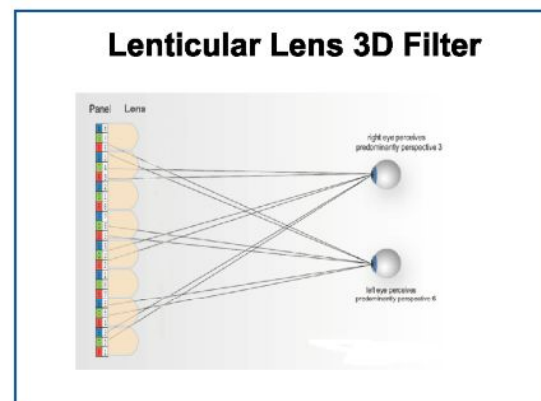 Lenticular Lens 3D Filter
Panel Lens
right eye perceives
predominantly perspective 3
left eye perceives
predominantly perspective 6